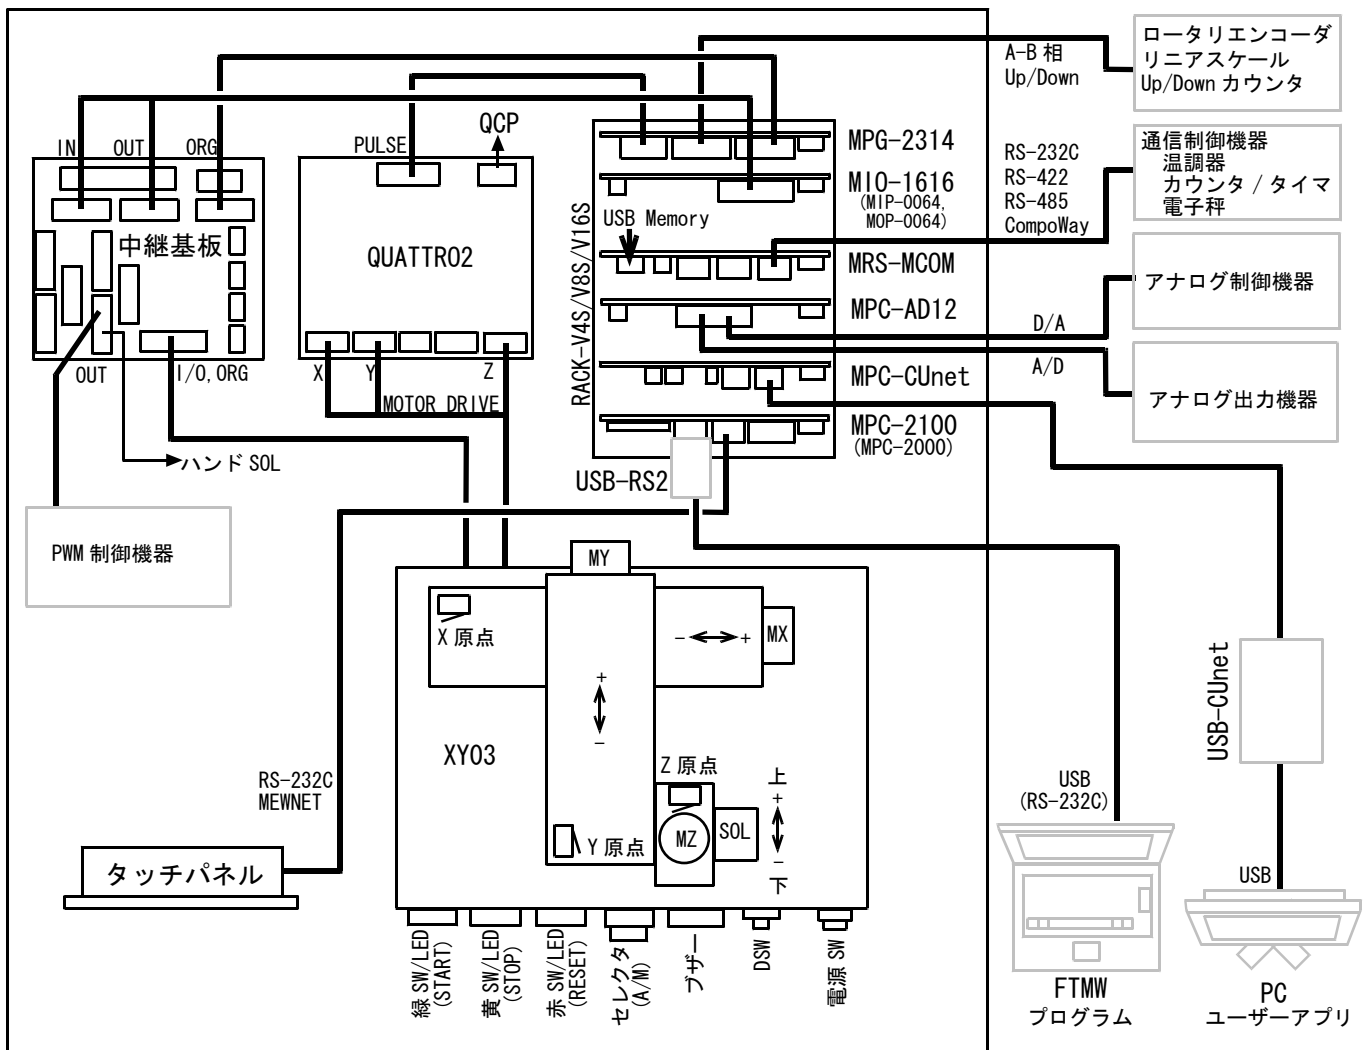 A-B 相
Up/Down
ロータリエンコーダ
リニアスケール
Up/Down カウンタ
IN
OUT
ORG
PULSE
QCP
MPG-2314
MIO-1616
(MIP-0064,
MOP-0064)
RS-232C
RS-422
RS-485
CompoWay
通信制御機器
温調器
カウンタ / タイマ
電子秤
中継基板
QUATTRO2
RACK-V4S/V8S/V16S
USB Memory
MRS-MCOM
MPC-AD12
D/A
アナログ制御機器
OUT
I/O, ORG
X
Y
Z
MOTOR DRIVE
MPC-CUnet
A/D
アナログ出力機器
MPC-2100
(MPC-2000)
ハンド SOL
USB-RS2
PWM 制御機器
MY
X 原点
- +
MX
+
-
XY03
Z 原点
上
+
-
下
SOL
MZ
Y 原点
RS-232C
MEWNET
タッチパネル
USB
(RS-232C)
USB-CUnet
USB
緑 SW/LED
(START)
黄 SW/LED
(STOP)
赤 SW/LED
(RESET)
セレクタ
(A/M)
ブザー
DSW
電源 SW
FTMW
プログラム
PC
ユーザーアプリ